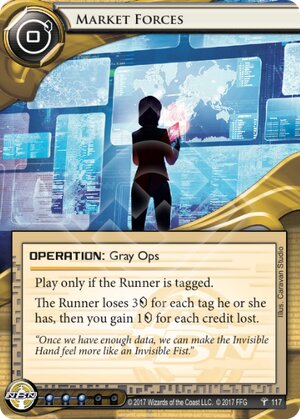 0
MARKET FORCES
OPERATION: Gray Ops
Play only if the Runner is tagged.
The Runner loses 3 for each tag he or she
has, then you gain 1 for each credit lost.
"Once we have enough data, we can make the Invisible
Hand feel more like an Invisible Fist."
Illus. Caravan Studio
NBN
© 2017 Wizards of the Coast LLC. © 2017 FFG
117